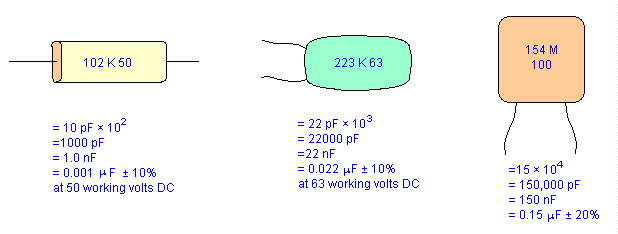 102 K 50
= 10 pF × 10²
=1000 pF
= 1.0 nF
= 0.001 μF ± 10%
at 50 working volts DC
223 K 63
= 22 pF × 10³
= 22000 pF
=22 nF
= 0.022 μF ± 10%
at 63 working volts DC
154 M
100
=15 × 10⁴
= 150,000 pF
= 150 nF
= 0.15 μF ± 20%